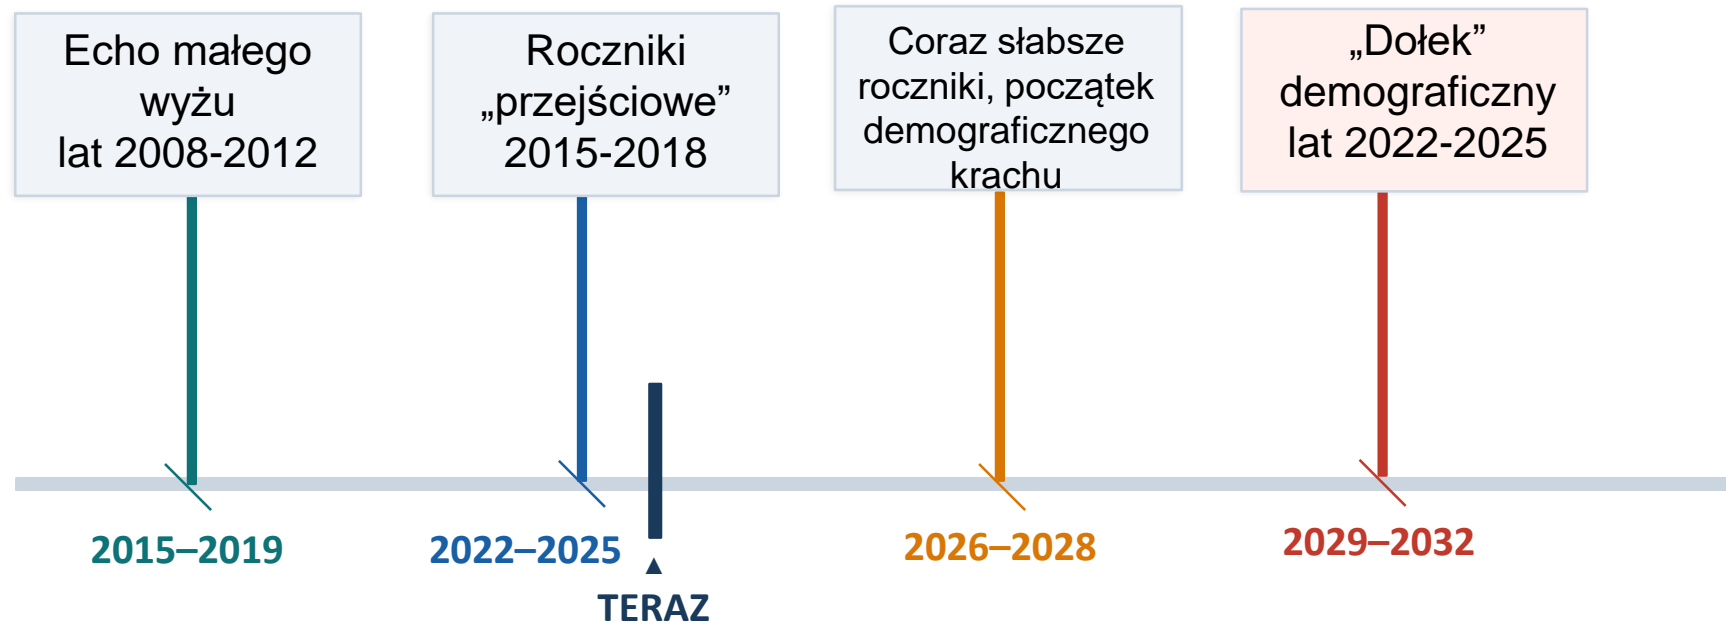 Echo małego
wyżu
lat 2008-2012
Roczniki
„przejściowe”
2015-2018
Coraz słabsze
roczniki, początek
demograficznego
krachu
„Dołek”
demograficzny
lat 2022-2025
2015–2019
2022–2025
2026–2028
2029–2032
TERAZ